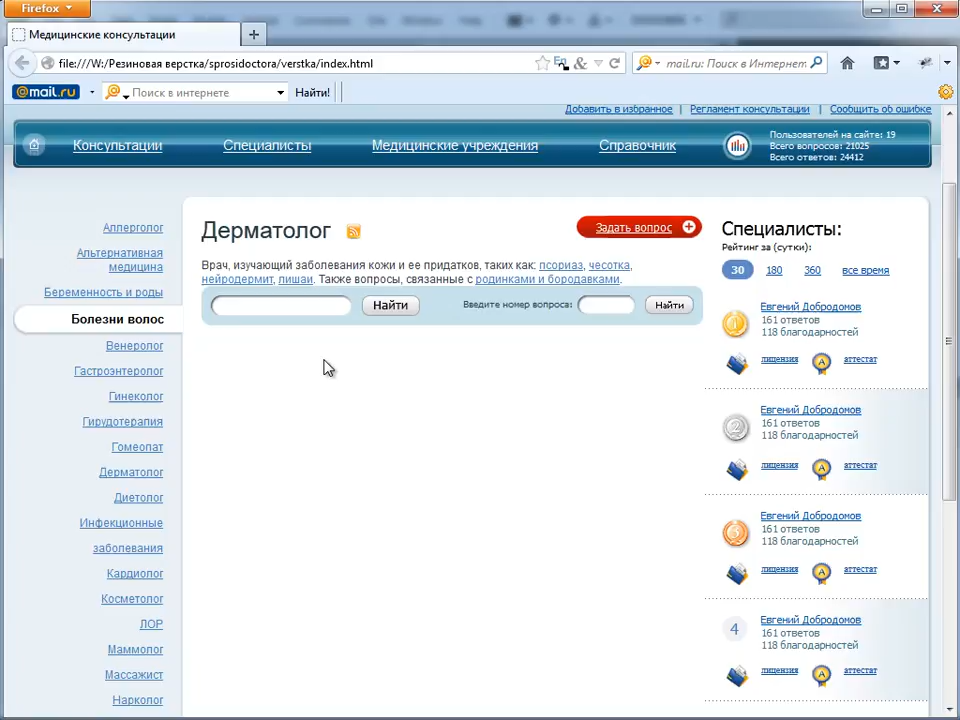 Firefox
Медицинские консультации
file:///W:/Резиновая верстка/sprosidoctora/verstka/index.html
mail.ru: Поиск в Интернет
@mail.ru
Поиск в интернете
Найти!
Добавить в избранное | Регламент консультации | Сообщить об ошибке
Консультации
Специалисты
Медицинские учреждения
Справочник
Пользователей на сайте: 19
Всего вопросов: 21025
Всего ответов: 24412
Аллерголог
Альтернативная
медицина
Беременность и роды
Болезни волос
Венеролог
Гастроэнтеролог
Гинеколог
Гирудотерапия
Гомеопат
Дерматолог
Диетолог
Инфекционные
заболевания
Кардиолог
Косметолог
ЛОР
Маммолог
Массажист
Нарколог
Дерматолог
Задать вопрос
Врач, изучающий заболевания кожи и ее придатков, таких как: псориаз, чесотка,
нейродермит, лишаи. Также вопросы, связанные с родинками и бородавками.
Найти
Введите номер вопроса:
Найти
Специалисты:
Рейтинг за (сутки):
30 180 360 все время
1
Евгений Добродомов
161 ответов
118 благодарностей
лицензия
A
аттестат
2
Евгений Добродомов
161 ответов
118 благодарностей
лицензия
A
аттестат
3
Евгений Добродомов
161 ответов
118 благодарностей
лицензия
A
аттестат
4
Евгений Добродомов
161 ответов
118 благодарностей
лицензия
A
аттестат